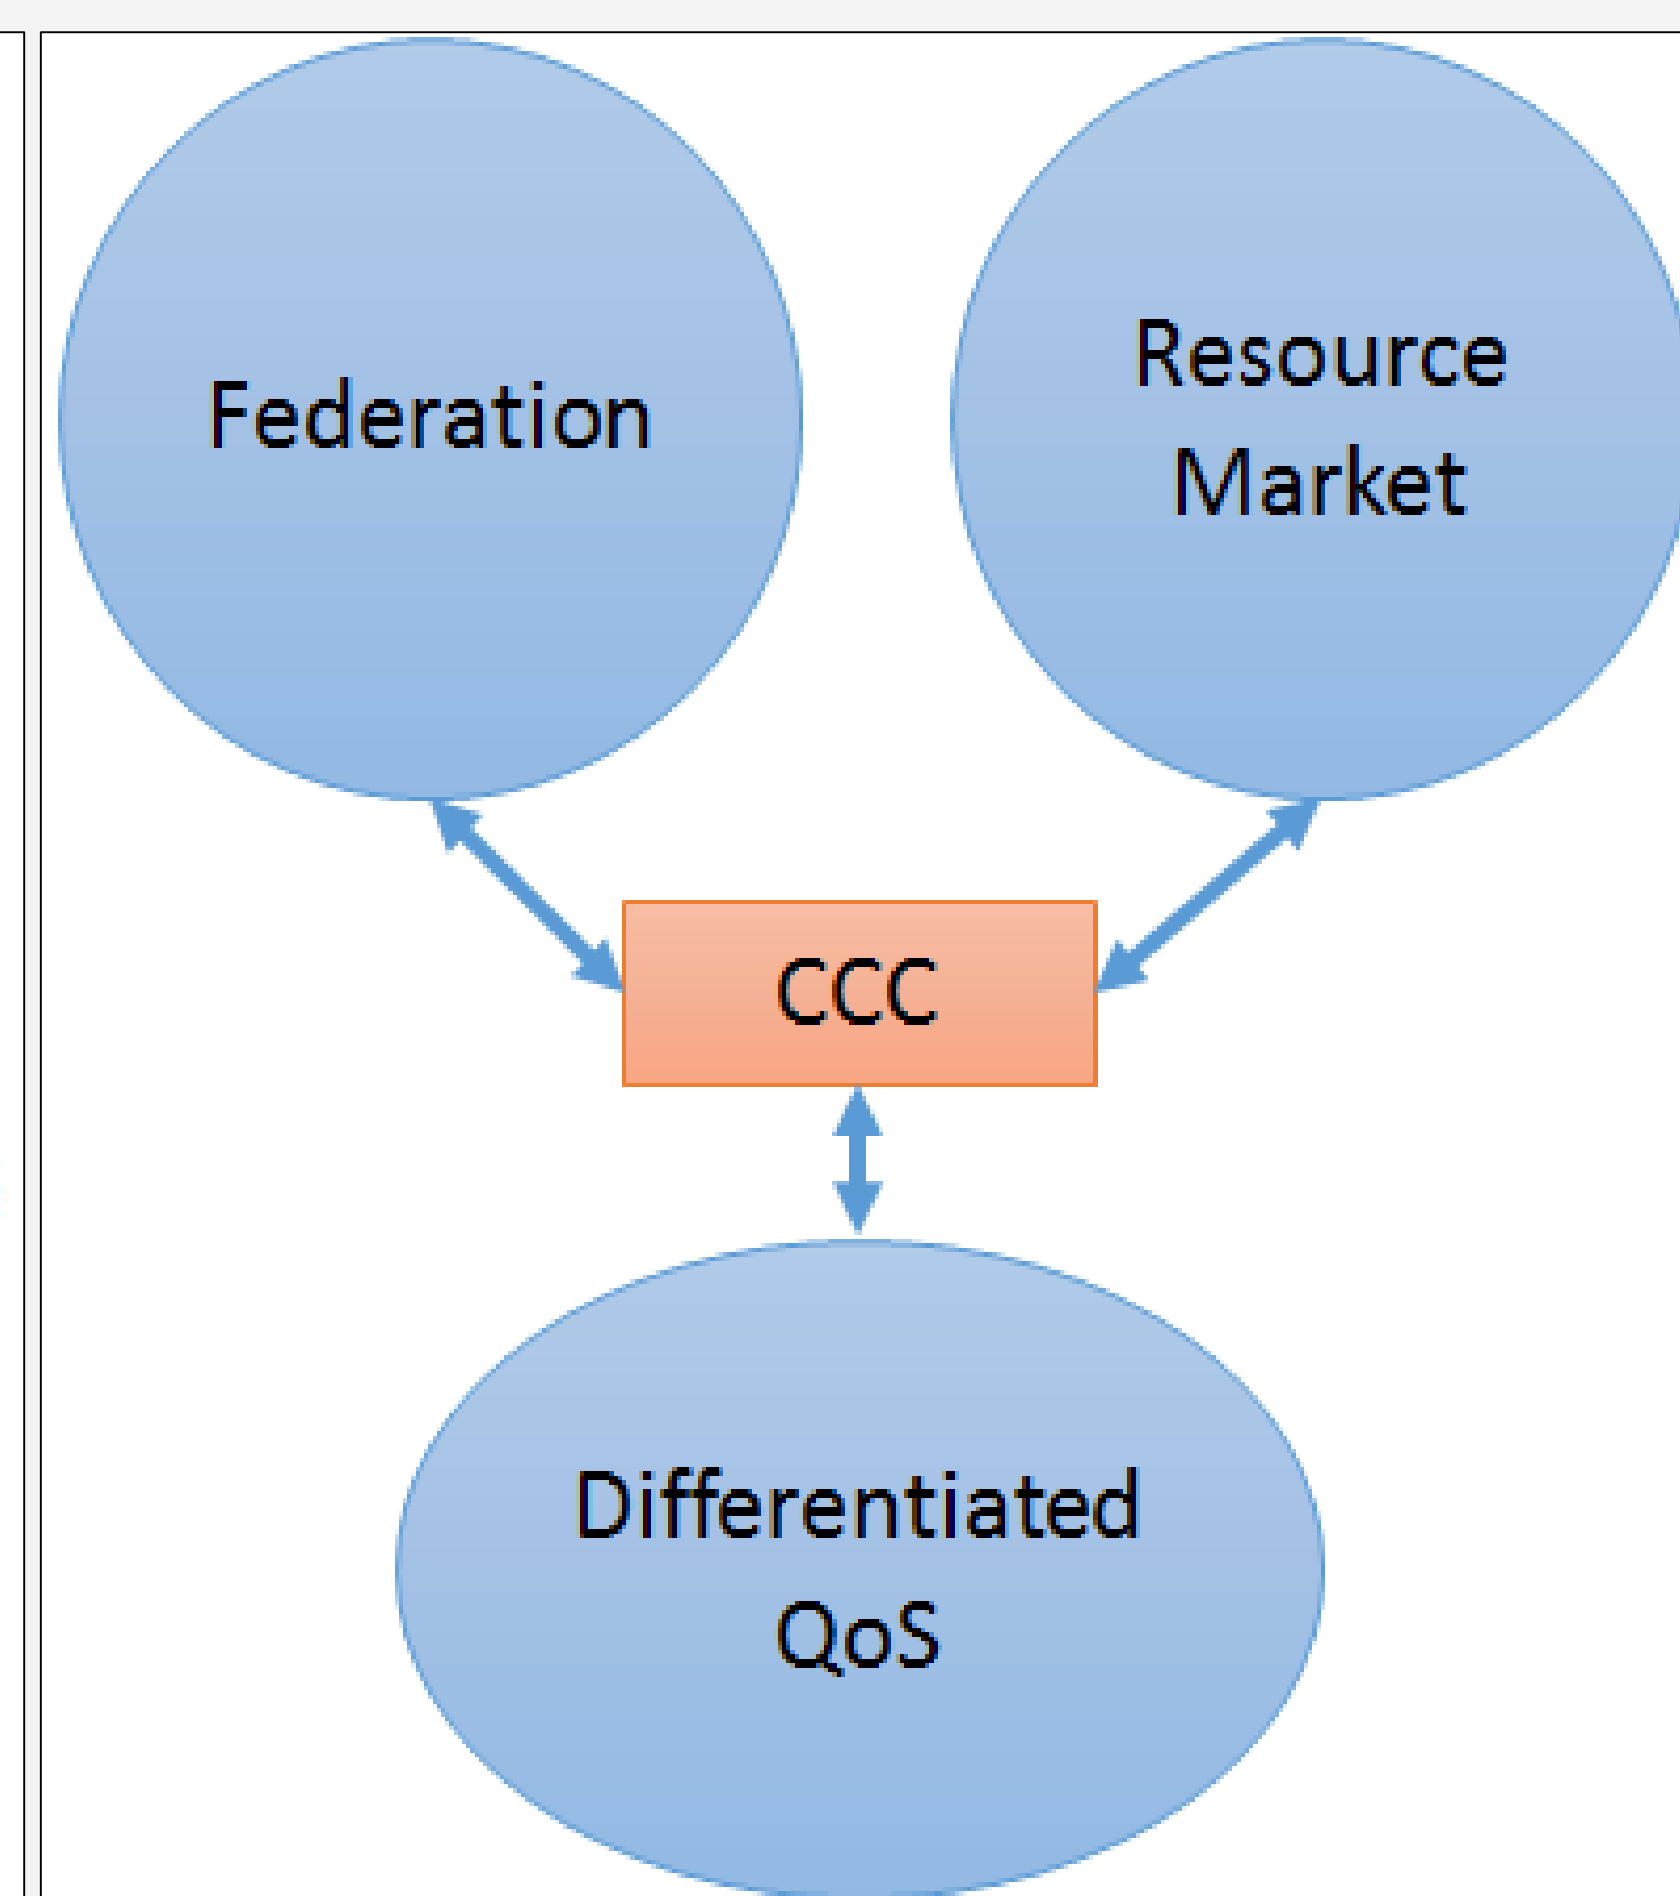 Federation
Resource
Market
CCC
Differentiated
QoS